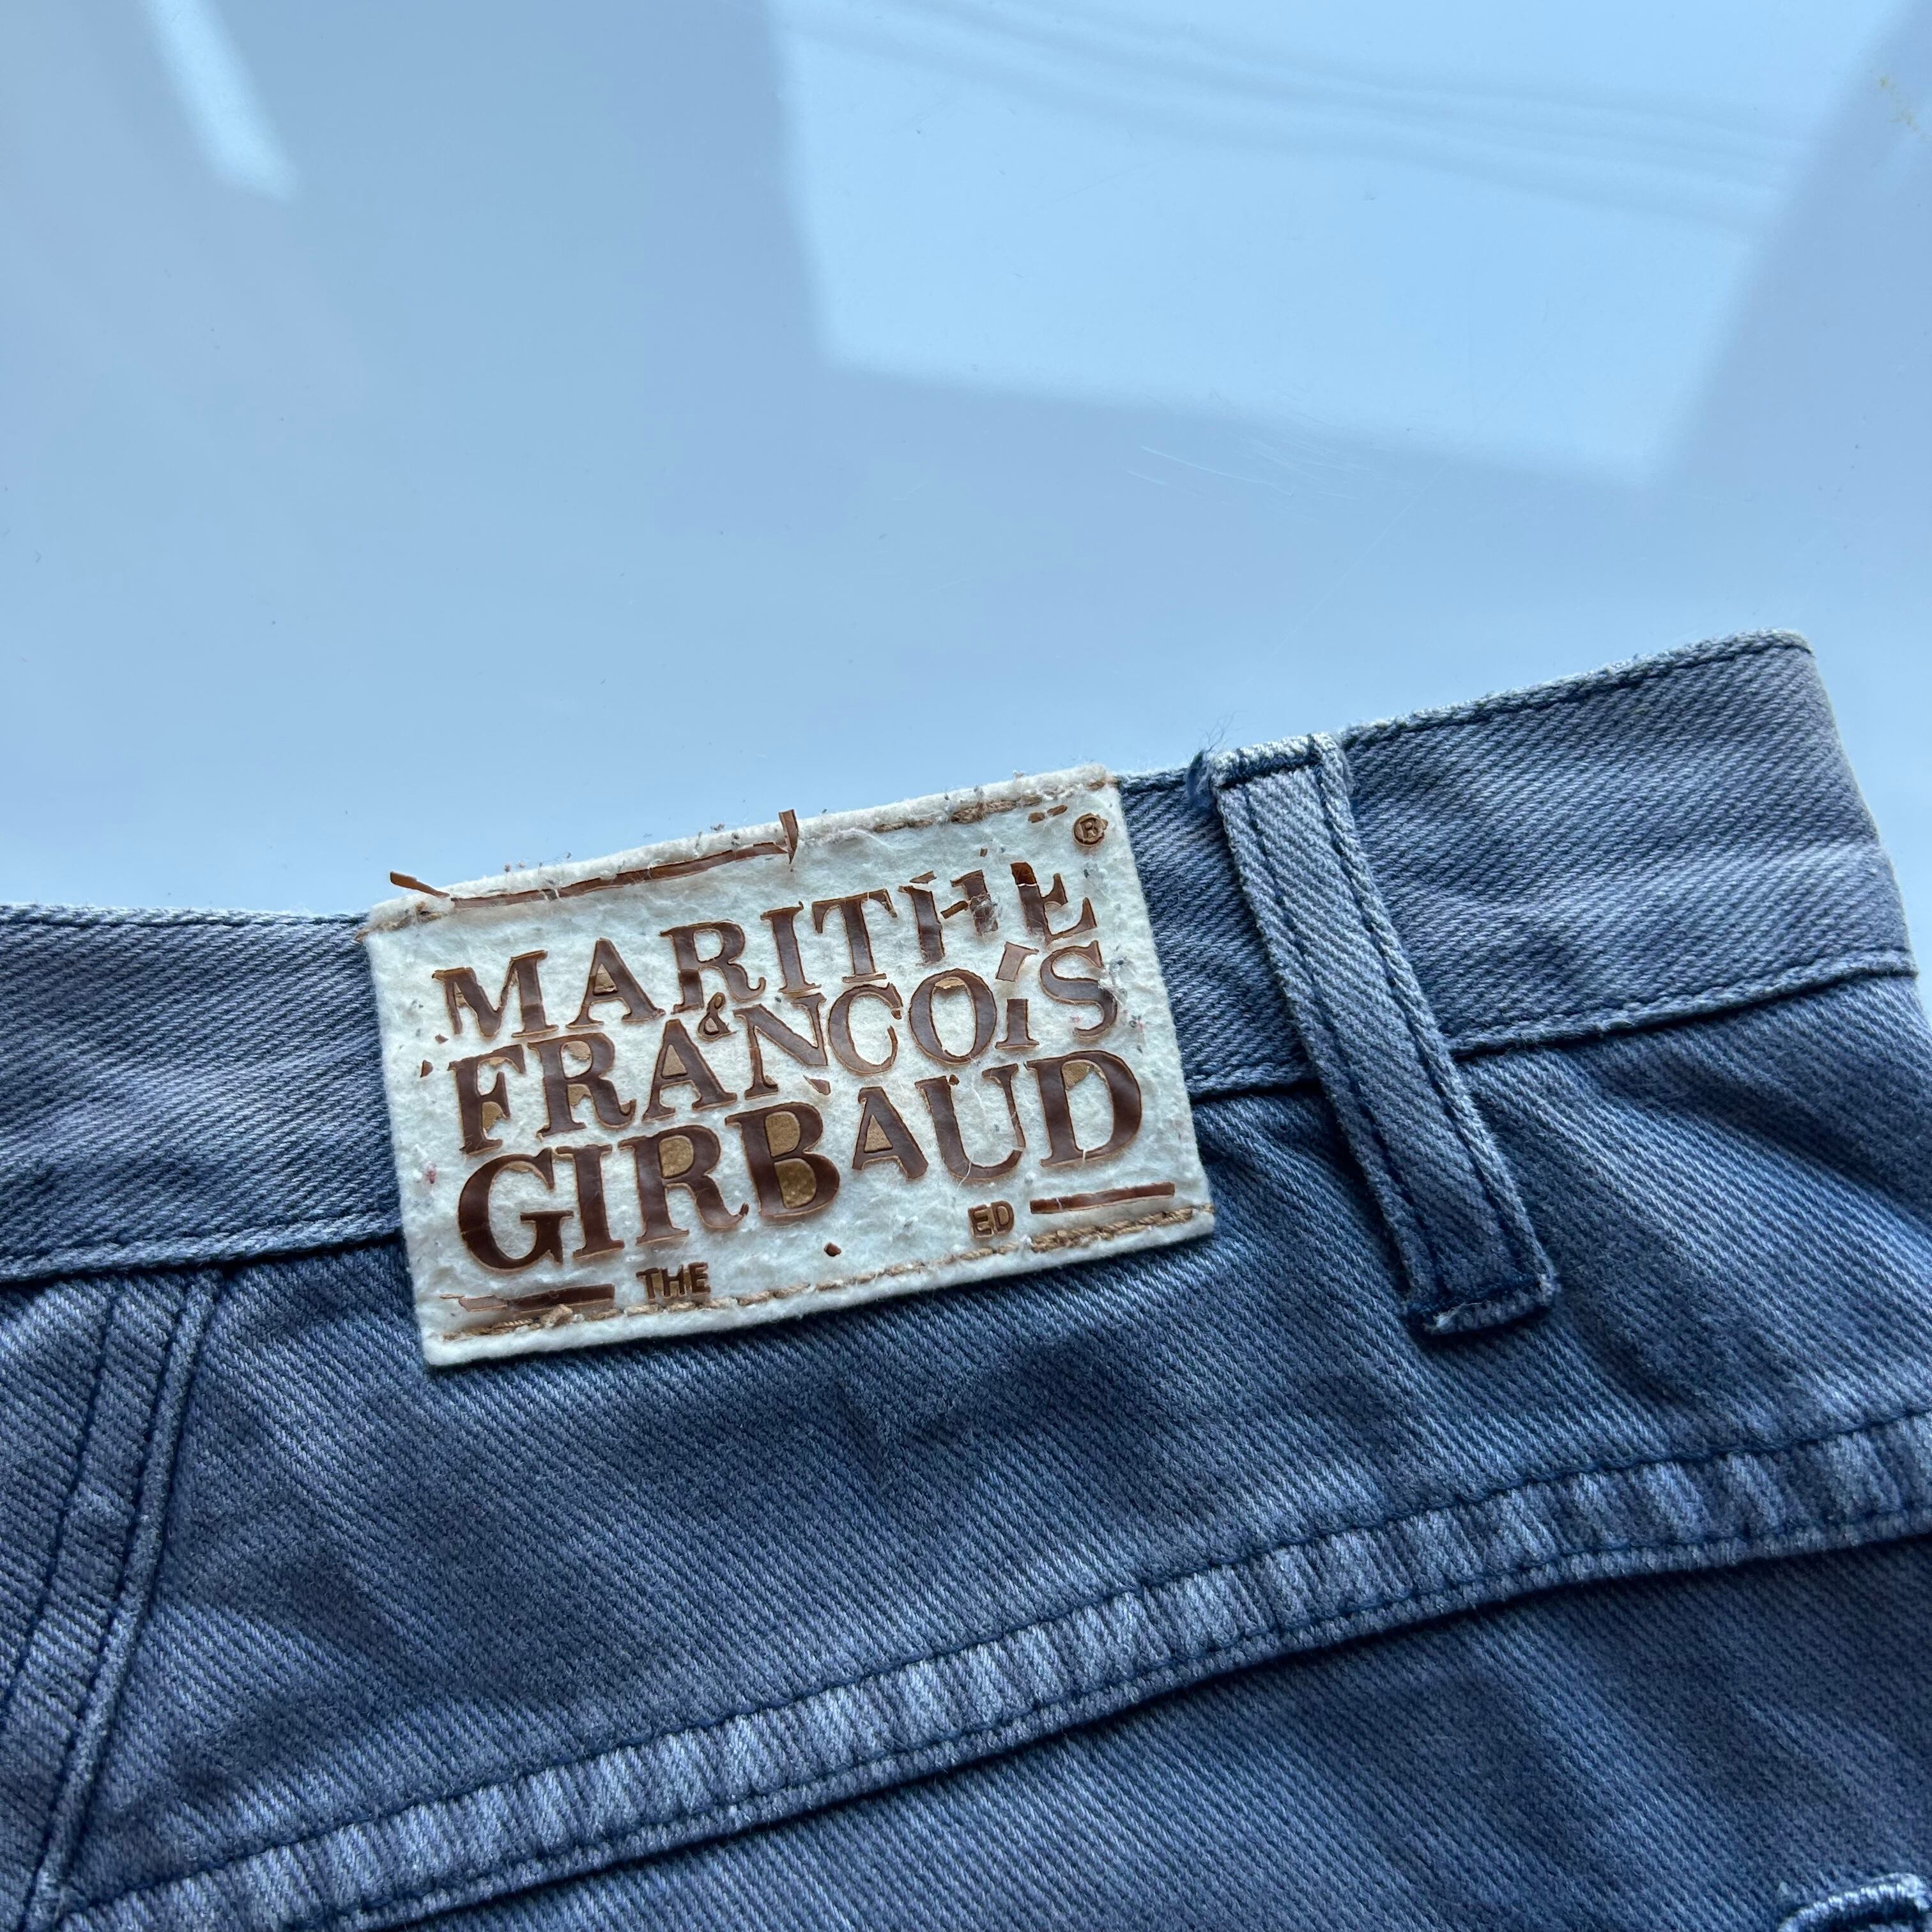 ®
MARITHE
&
FRANCOIS
GIRBAUD
THE ED